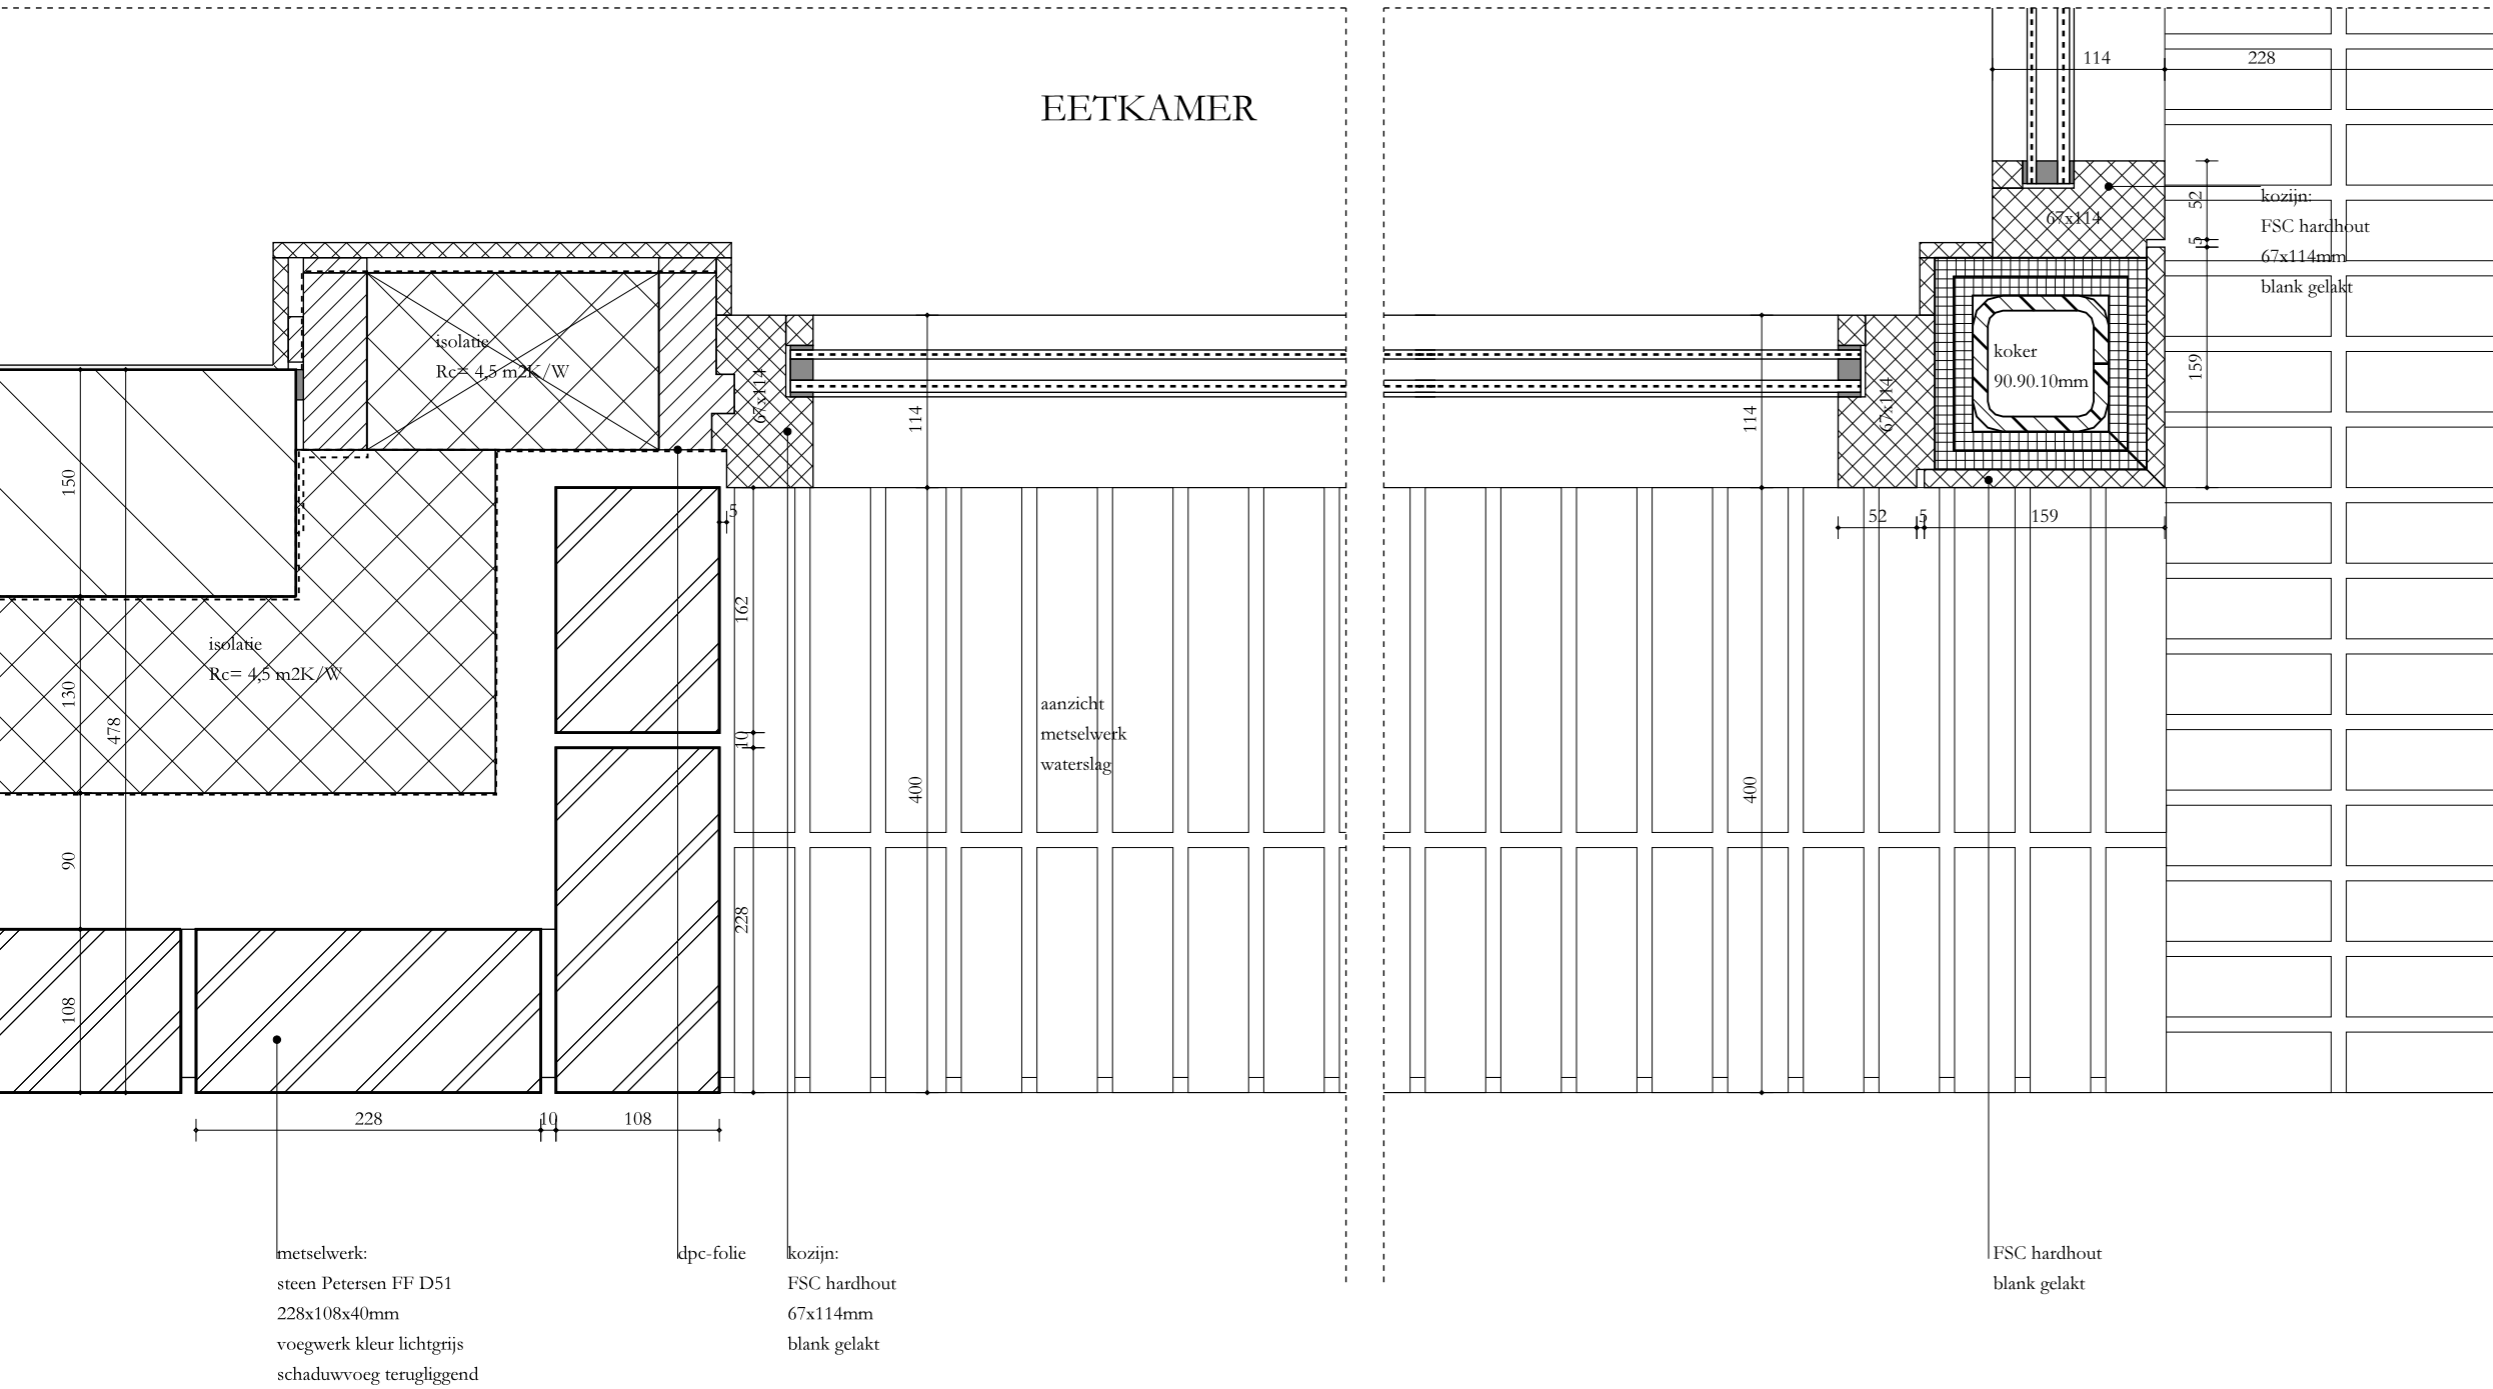 114
228
EETKAMER
52
kozijn:
FSC hardhout
67x114mm
blank gelakt
67x114
5
isolatie
Rc= 4,5 m2K/W
koker
90.90.10mm
159
67x114
67x114
114
114
150
5
52
5
159
162
isolatie
Rc= 4,5 m2K/W
130
478
10
aanzicht
metselwerk
waterslag
400
400
90
228
108
228
10
108
metselwerk:
steen Petersen FF D51
228x108x40mm
voegwerk kleur lichtgrijs
schaduwvoeg terugliggend
dpc-folie
kozijn:
FSC hardhout
67x114mm
blank gelakt
FSC hardhout
blank gelakt